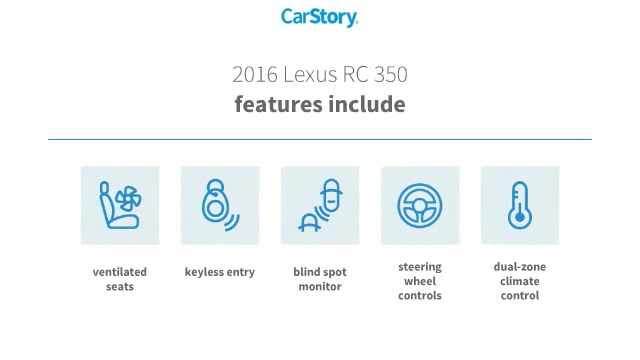 CarStory
2016 Lexus RC 350
features include
ventilated
seats
keyless entry
blind spot
monitor
steering
wheel
controls
dual-zone
climate
control